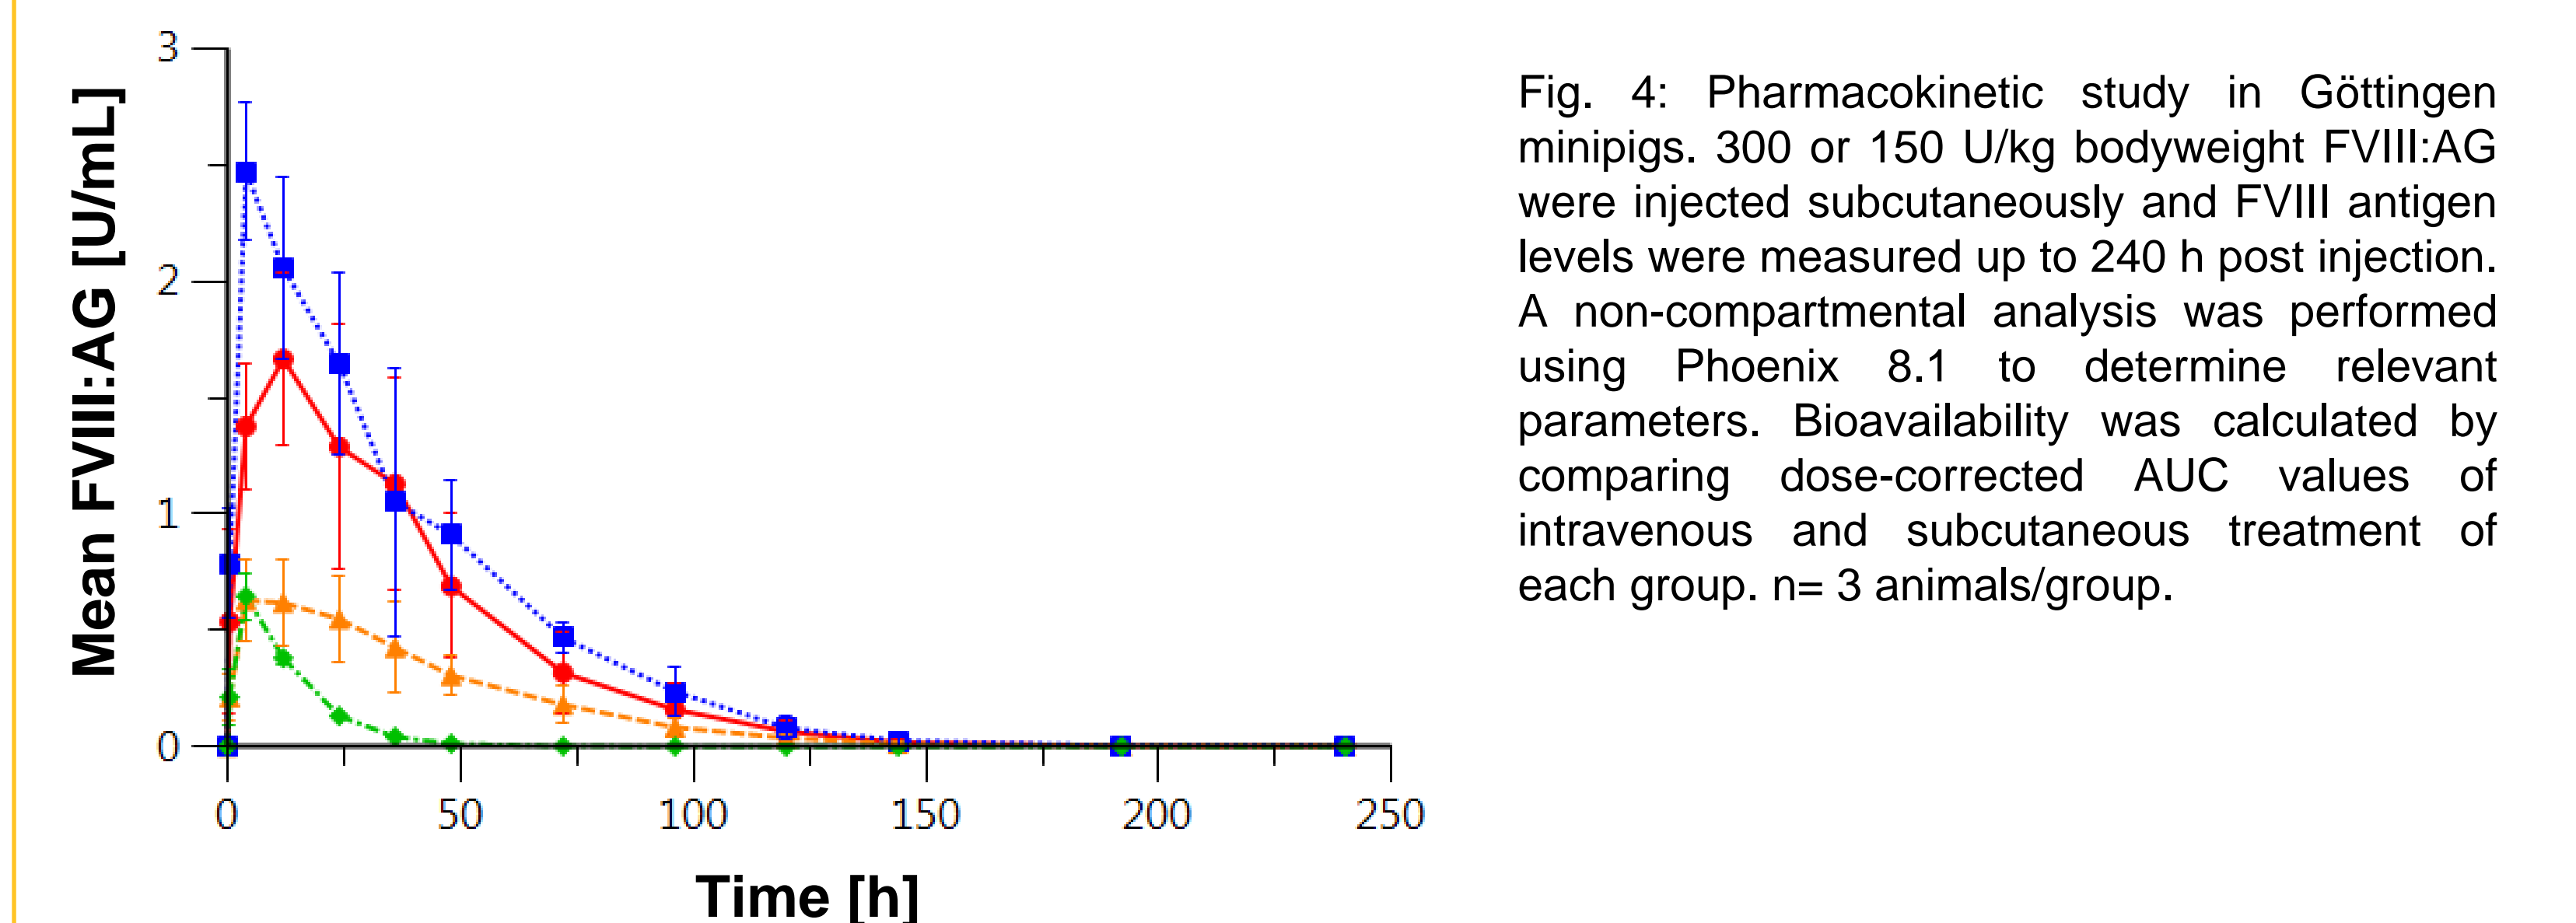 3
2
1
0
Mean FVIII:AG [U/mL]
0 50 100 150 200 250
Time [h]
Fig. 4: Pharmacokinetic study in Göttingen
minipigs. 300 or 150 U/kg bodyweight FVIII:AG
were injected subcutaneously and FVIII antigen
levels were measured up to 240 h post injection.
A non-compartmental analysis was performed
using Phoenix 8.1 to determine relevant
parameters. Bioavailability was calculated by
comparing dose-corrected AUC values of
intravenous and subcutaneous treatment of
each group. n= 3 animals/group.